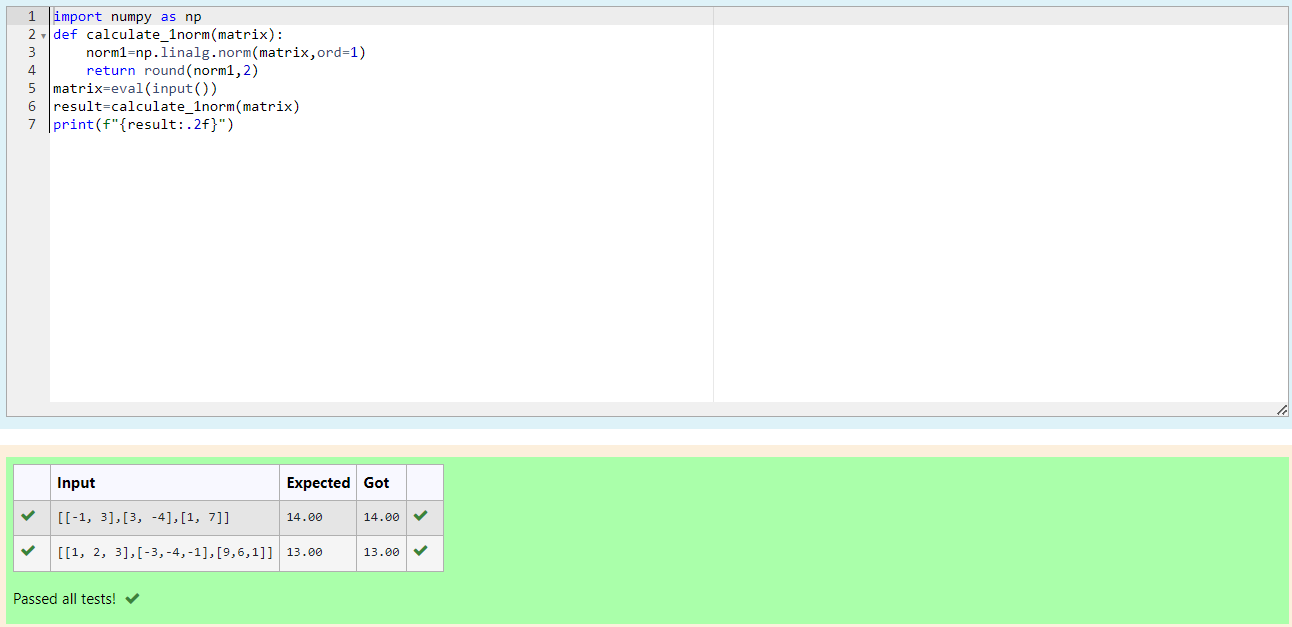 1 import numpy as np
2 def calculate_1norm(matrix):
3     norm1=np.linalg.norm(matrix,ord=1)
4     return round(norm1,2)
5 matrix=eval(input())
6 result=calculate_1norm(matrix)
7 print(f"{result:.2f}")
Input Expected Got
[[-1, 3],[3, -4],[1, 7]] 14.00 14.00
[[1, 2, 3],[-3,-4,-1],[9,6,1]] 13.00 13.00
Passed all tests!